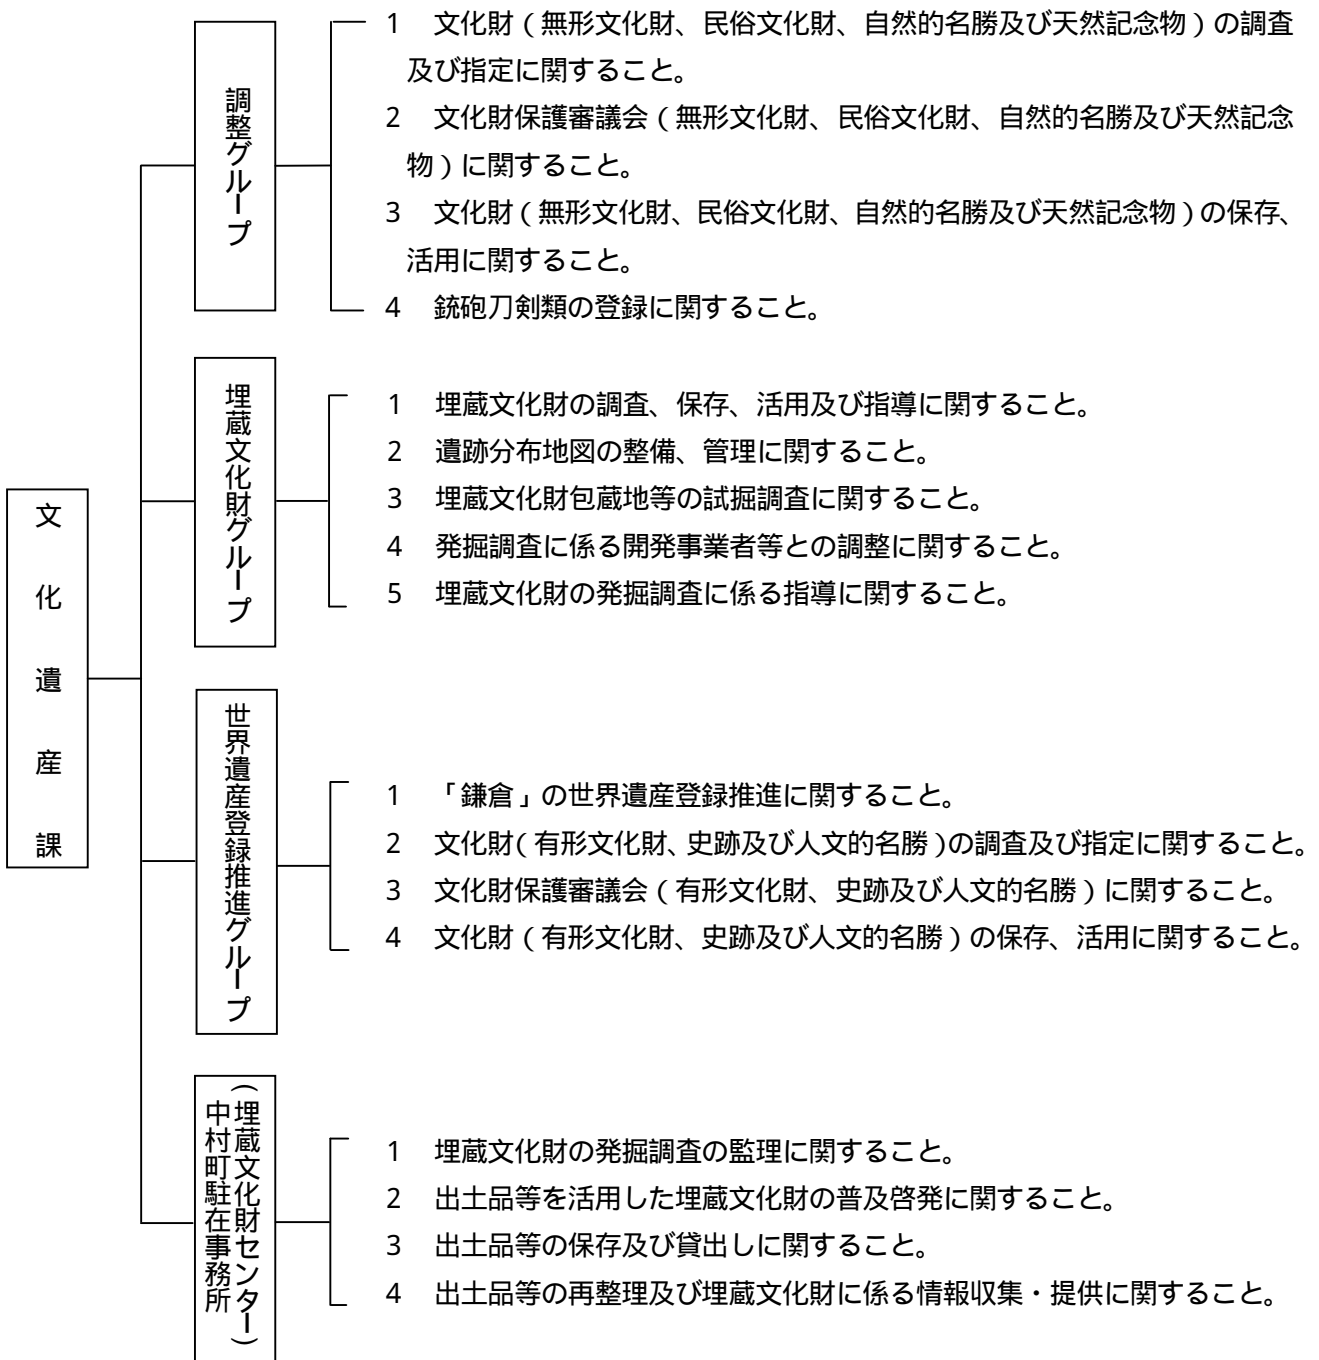 文化遺産課
調整グループ
1 文化財(無形文化財、民俗文化財、自然的名勝及び天然記念物)の調査
及び指定に関すること。
2 文化財保護審議会(無形文化財、民俗文化財、自然的名勝及び天然記念
物)に関すること。
3 文化財(無形文化財、民俗文化財、自然的名勝及び天然記念物)の保存、
活用に関すること。
4 銃砲刀剣類の登録に関すること。
埋蔵文化財グループ
1 埋蔵文化財の調査、保存、活用及び指導に関すること。
2 遺跡分布地図の整備、管理に関すること。
3 埋蔵文化財包蔵地等の試掘調査に関すること。
4 発掘調査に係る開発事業者等との調整に関すること。
5 埋蔵文化財の発掘調査に係る指導に関すること。
世界遺産登録推進グループ
1 「鎌倉」の世界遺産登録推進に関すること。
2 文化財(有形文化財、史跡及び人文的名勝)の調査及び指定に関すること。
3 文化財保護審議会(有形文化財、史跡及び人文的名勝)に関すること。
4 文化財(有形文化財、史跡及び人文的名勝)の保存、活用に関すること。
(埋蔵文化財センター)
中村町駐在事務所
1 埋蔵文化財の発掘調査の監理に関すること。
2 出土品等を活用した埋蔵文化財の普及啓発に関すること。
3 出土品等の保存及び貸出しに関すること。
4 出土品等の再整理及び埋蔵文化財に係る情報収集・提供に関すること。